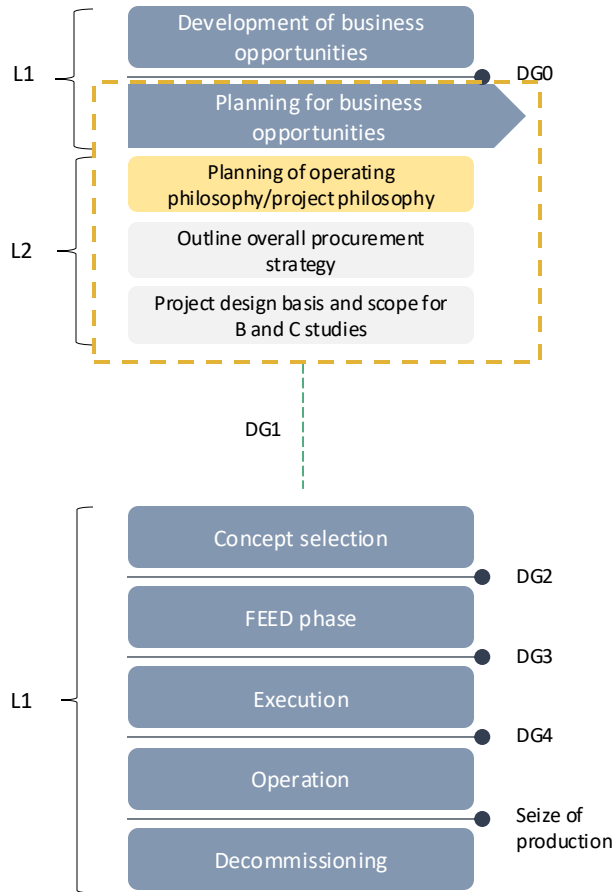 Development of business
opportunities
L1
DG0
Planning for business
opportunities
Planning of operating
philosophy/project philosophy
L2
Outline overall procurement
strategy
Project design basis and scope for
B and C studies
DG1
Concept selection
DG2
FEED phase
DG3
L1
Execution
DG4
Operation
Seize of
production
Decommissioning